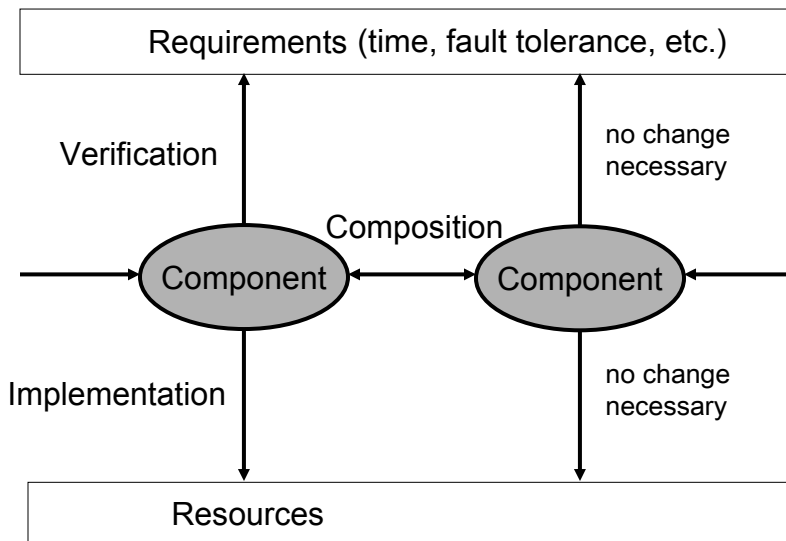 Requirements (time, fault tolerance, etc.)
Verification
no change
necessary
Composition
Component
Component
Implementation
no change
necessary
Resources